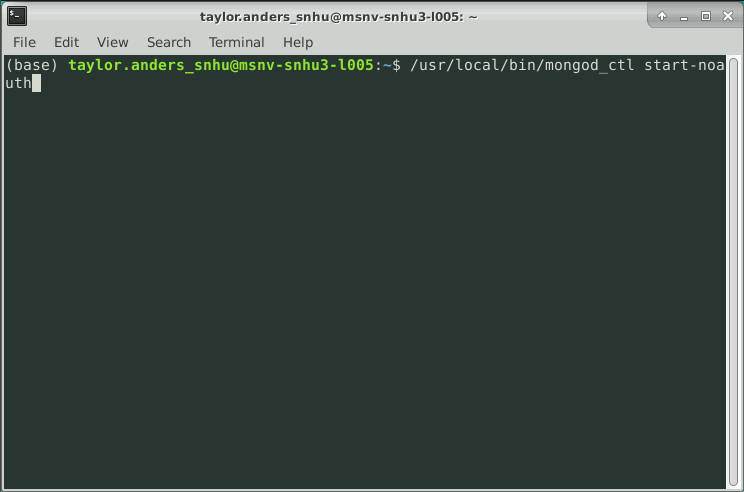 taylor.anders_snhu@msnv-snhu3-l005: ~
File Edit View Search Terminal Help
(base) taylor.anders_snhu@msnv-snhu3-l005:~$ /usr/local/bin/mongod_ctl start-noa
uth